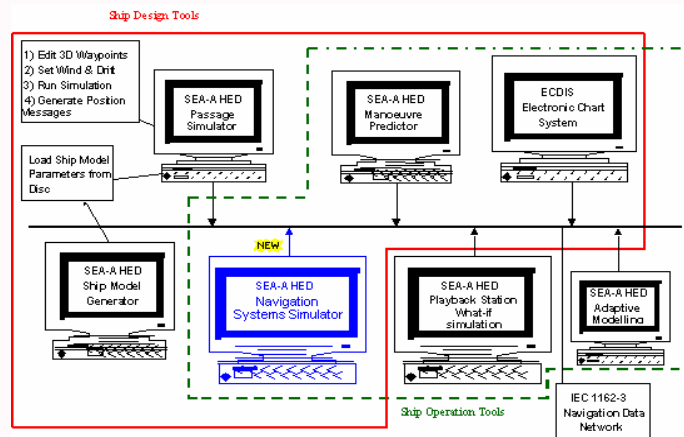 Ship Design Tools
1) Edit 3D Waypoints
2) Set Wind & Drift
3) Run Simulation
4) Generate Position
Messages
SEA-A HED
Passage
Simulator
SEA-A HED
Manoeuvre
Predictor
ECDIS
Electronic Chart
System
Load Ship Model
Parameters from
Disc
NEW
SEA-A HED
Ship Model
Generator
SEA-A HED
Navigation
Systems Simulator
SEA-A HED
Playback Station
What-if
simulation
SEA-A HED
Adaptive
Modelling
Ship Operation Tools
IEC 1162-3
Navigation Data
Network